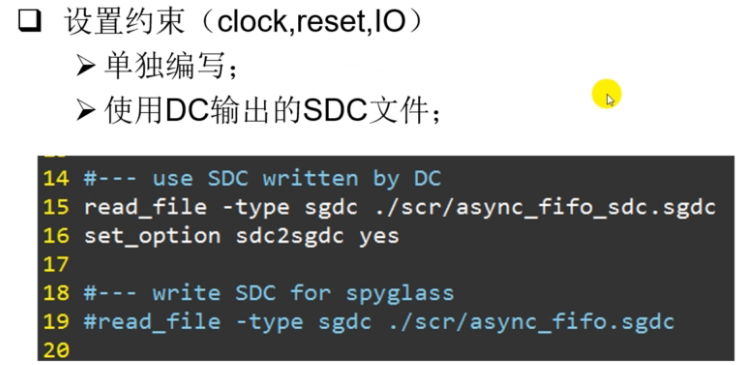 ❑ 设置约束（clock,reset,IO）
➢ 单独编写；
➢ 使用DC输出的SDC文件；
14 #--- use SDC written by DC
15 read_file -type sgdc ./scr/async_fifo_sdc.sgdc
16 set_option sdc2sgdc yes
17
18 #--- write SDC for spyglass
19 #read_file -type sgdc ./scr/async_fifo.sgdc
20